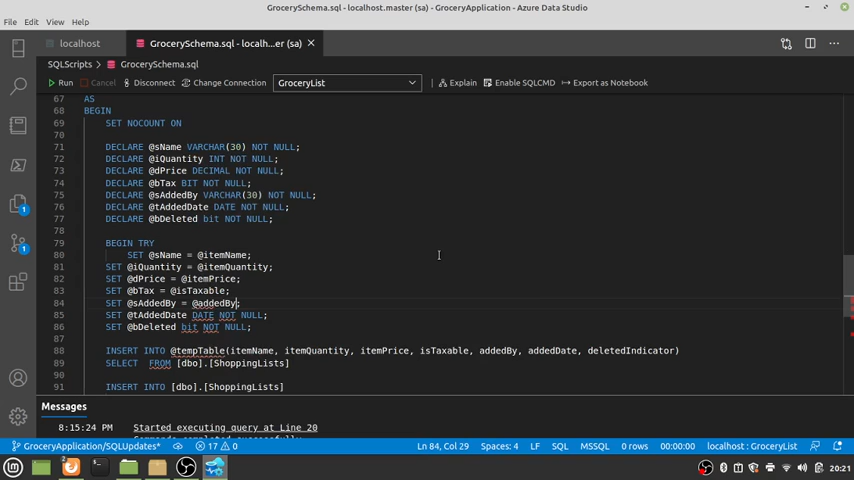 GrocerySchema.sql - localhost.master (sa) - GroceryApplication - Azure Data Studio
File Edit View Help
localhost GrocerySchema.sql - localh...er (sa)
SQLScripts GrocerySchema.sql
Run Cancel Disconnect Change Connection GroceryList Explain Enable SQLCMD Export as Notebook
67 AS
68 BEGIN
69 SET NOCOUNT ON
70
71 DECLARE @sName VARCHAR(30) NOT NULL;
72 DECLARE @iQuantity INT NOT NULL;
73 DECLARE @dPrice DECIMAL NOT NULL;
74 DECLARE @bTax BIT NOT NULL;
75 DECLARE @sAddedBy VARCHAR(30) NOT NULL;
76 DECLARE @tAddedDate DATE NOT NULL;
77 DECLARE @bDeleted bit NOT NULL;
78
79 BEGIN TRY
80 SET @sName = @itemName;
81 SET @iQuantity = @itemQuantity;
82 SET @dPrice = @itemPrice;
83 SET @bTax = @isTaxable;
84 SET @sAddedBy = @addedBy;
85 SET @tAddedDate DATE NOT NULL;
86 SET @bDeleted bit NOT NULL;
87
88 INSERT INTO @tempTable(itemName, itemQuantity, itemPrice, isTaxable, addedBy, addedDate, deletedIndicator)
89 SELECT FROM [dbo].[ShoppingLists]
90
91 INSERT INTO [dbo].[ShoppingLists]
Messages
8:15:24 PM Started executing query at Line 20
Commands completed successfully.
GroceryApplication/SQLUpdates* 17 0 Ln 84, Col 29 Spaces: 4 LF SQL MSSQL 0 rows 00:00:00 localhost : GroceryList
20:21